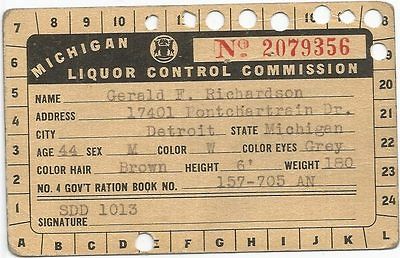 7 8 9 10 11 12 13 14 15 16 17 18
MICHIGAN
No 2079356
LIQUOR CONTROL COMMISSION
6 19
5 NAME Gerald F. Richardson 20
ADDRESS 17401 Pontchartrain Dr.
4 CITY Detroit STATE Michigan 21
3 AGE 44 SEX M COLOR W COLOR EYES Grey 22
COLOR HAIR Brown HEIGHT 6' WEIGHT 180
2 NO. 4 GOV'T RATION BOOK NO. 157-705 AN 23
SDD 1013
1 SIGNATURE 24
A B D E F G H I J K L